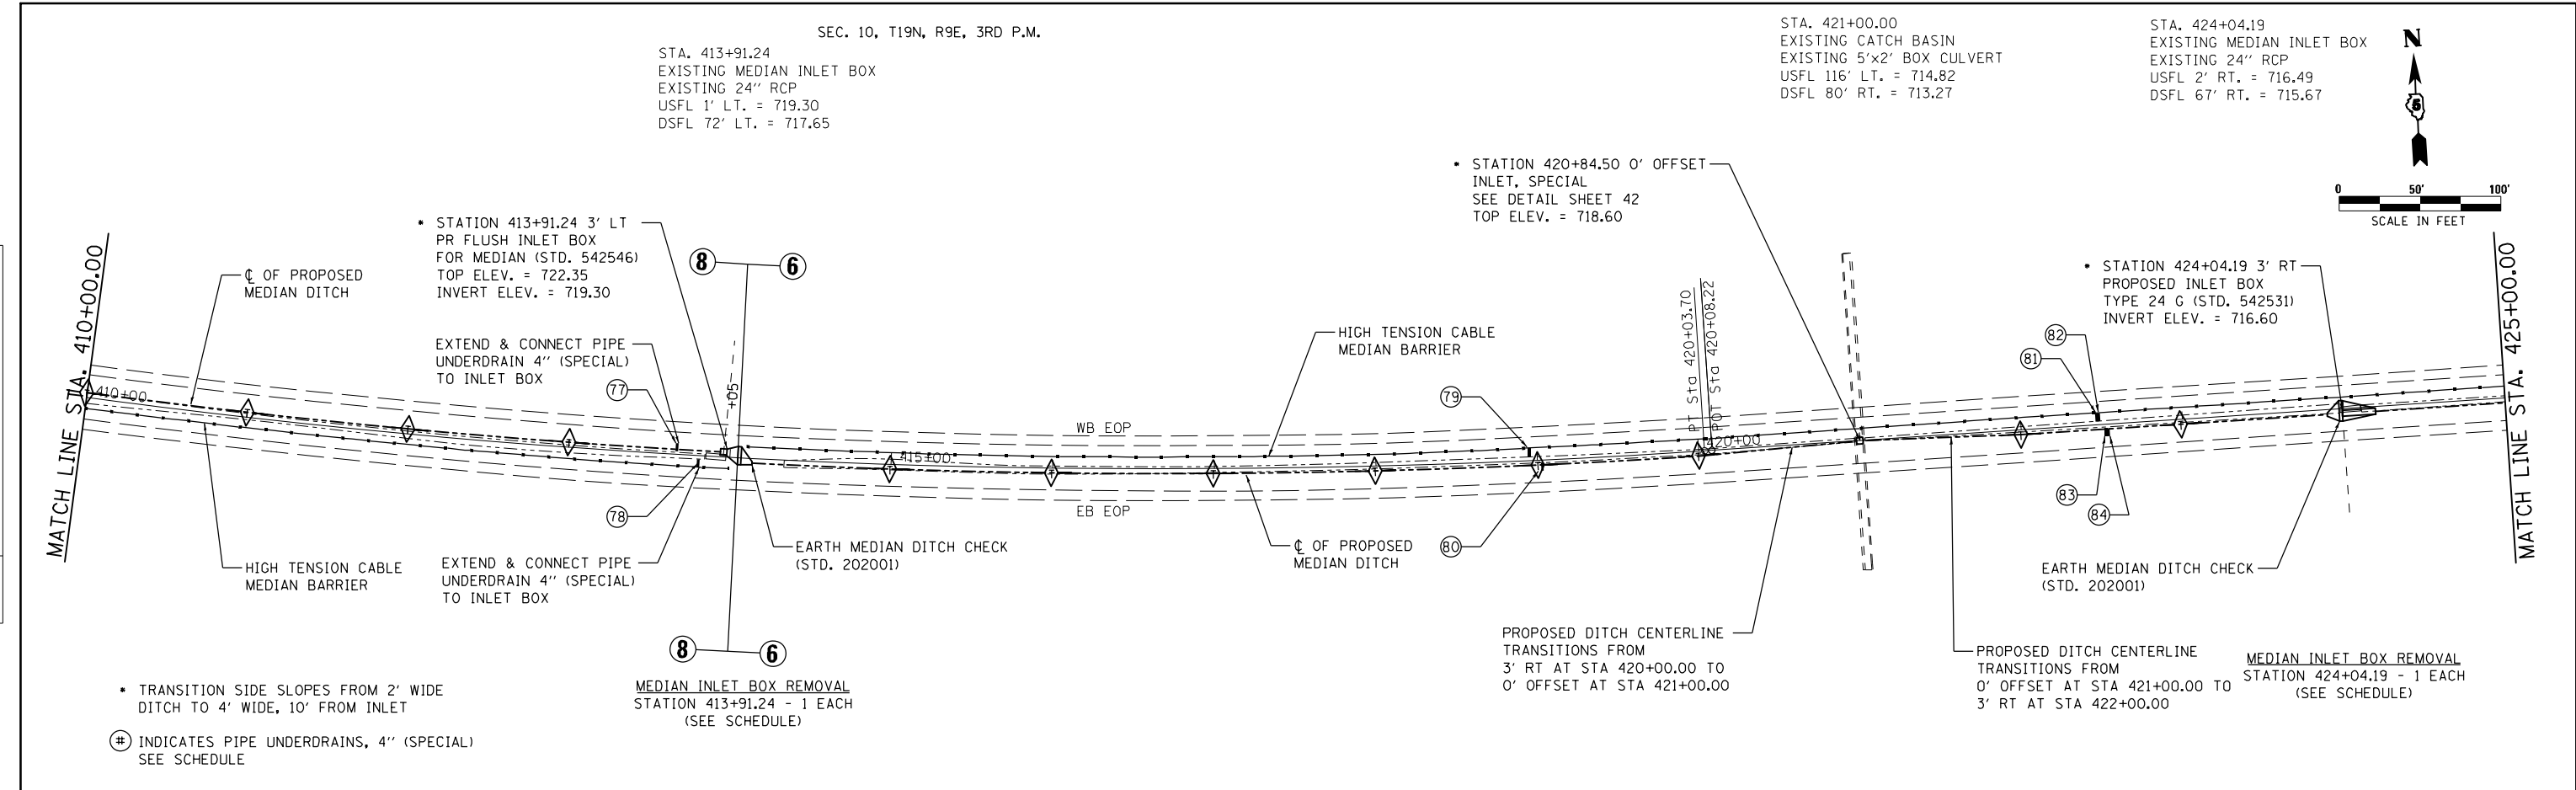 SEC. 10, T19N, R9E, 3RD P.M.
STA. 413+91.24
EXISTING MEDIAN INLET BOX
EXISTING 24'' RCP
USFL 1' LT. = 719.30
DSFL 72' LT. = 717.65
STA. 421+00.00
EXISTING CATCH BASIN
EXISTING 5'x2' BOX CULVERT
USFL 116' LT. = 714.82
DSFL 80' RT. = 713.27
STA. 424+04.19
EXISTING MEDIAN INLET BOX
EXISTING 24'' RCP
USFL 2' RT. = 716.49
DSFL 67' RT. = 715.67
N
5
0 50' 100'
SCALE IN FEET
* STATION 420+84.50 0' OFFSET
INLET, SPECIAL
SEE DETAIL SHEET 42
TOP ELEV. = 718.60
* STATION 413+91.24 3' LT
PR FLUSH INLET BOX
FOR MEDIAN (STD. 542546)
TOP ELEV. = 722.35
INVERT ELEV. = 719.30
* STATION 424+04.19 3' RT
PROPOSED INLET BOX
TYPE 24 G (STD. 542531)
INVERT ELEV. = 716.60
MATCH LINE STA. 410+00.00
℄ OF PROPOSED
MEDIAN DITCH
8 6
EXTEND & CONNECT PIPE
UNDERDRAIN 4'' (SPECIAL)
TO INLET BOX
77
+05
HIGH TENSION CABLE
MEDIAN BARRIER
79
PT Sta 420+03.70
POT Sta 420+08.22
82
81
MATCH LINE STA. 425+00.00
410+00
WB EOP
415+00
420+00
EB EOP
78
80
83
84
HIGH TENSION CABLE
MEDIAN BARRIER
EXTEND & CONNECT PIPE
UNDERDRAIN 4'' (SPECIAL)
TO INLET BOX
EARTH MEDIAN DITCH CHECK
(STD. 202001)
℄ OF PROPOSED
MEDIAN DITCH
EARTH MEDIAN DITCH CHECK
(STD. 202001)
8 6
PROPOSED DITCH CENTERLINE
TRANSITIONS FROM
3' RT AT STA 420+00.00 TO
0' OFFSET AT STA 421+00.00
PROPOSED DITCH CENTERLINE
TRANSITIONS FROM
0' OFFSET AT STA 421+00.00 TO
3' RT AT STA 422+00.00
MEDIAN INLET BOX REMOVAL
STATION 413+91.24 - 1 EACH
(SEE SCHEDULE)
MEDIAN INLET BOX REMOVAL
STATION 424+04.19 - 1 EACH
(SEE SCHEDULE)
* TRANSITION SIDE SLOPES FROM 2' WIDE
DITCH TO 4' WIDE, 10' FROM INLET
# INDICATES PIPE UNDERDRAINS, 4'' (SPECIAL)
SEE SCHEDULE